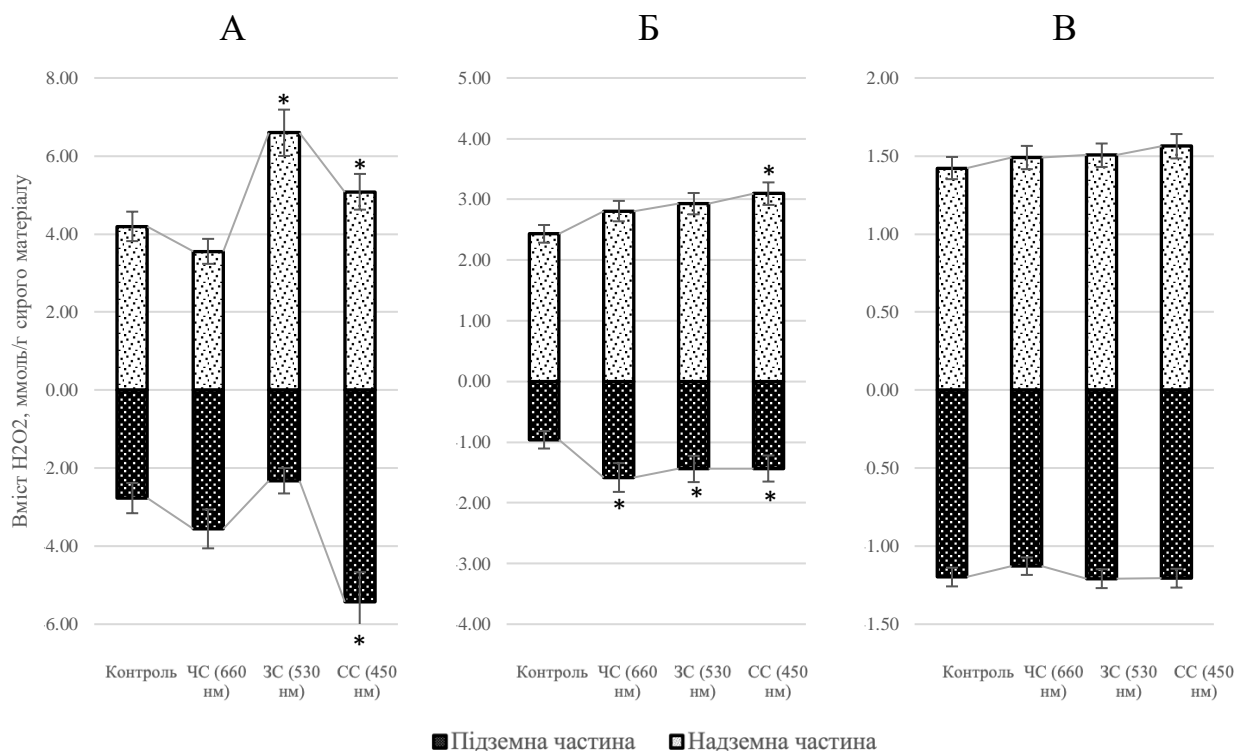 А
Б
В
Вміст H2O2, ммоль/г сирого матеріалу
8.00
6.00
4.00
2.00
0.00
-2.00
-4.00
-6.00
*
*
*
Контроль
ЧС (660 нм)
ЗС (530 нм)
СС (450 нм)
5.00
4.00
3.00
2.00
1.00
0.00
-1.00
-2.00
-3.00
-4.00
*
*
*
*
Контроль
ЧС (660 нм)
ЗС (530 нм)
СС (450 нм)
2.00
1.50
1.00
0.50
0.00
-0.50
-1.00
-1.50
Контроль
ЧС (660 нм)
ЗС (530 нм)
СС (450 нм)
Підземна частина
Надземна частина